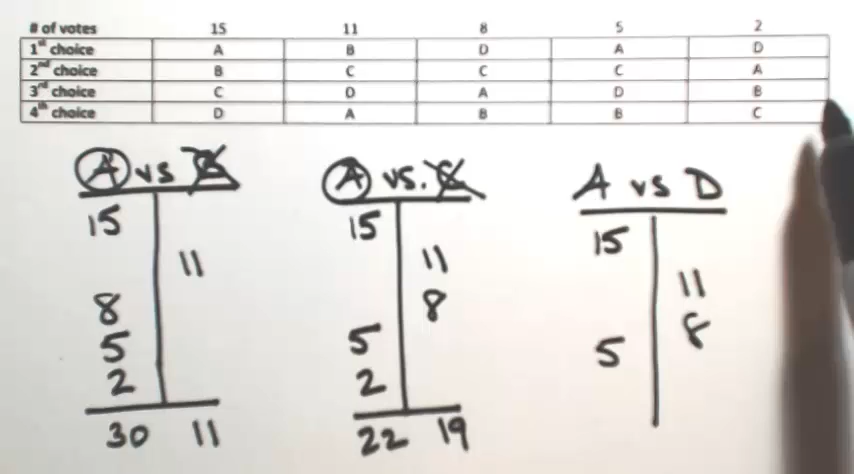 # of votes 15 11 8 5 2
1st choice A B D A D
2nd choice B C C C A
3rd choice C D A D B
4th choice D A B B C
A vs B A vs. C A vs D
15 15 15
11 11 11
8 8 8
5 5 5
2 2
30 11 22 19